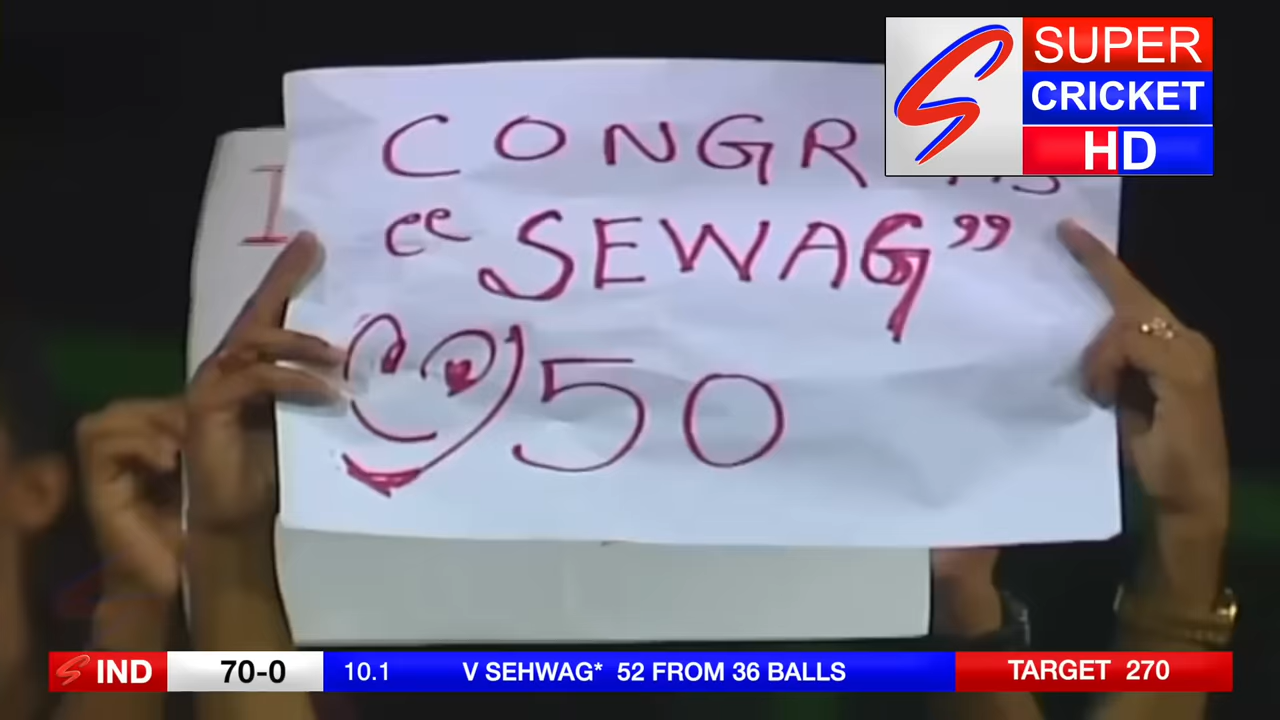 SUPER
CRICKET
HD
CONGR
I
“SEWAG”
50
IND 70-0 10.1 V SEHWAG* 52 FROM 36 BALLS TARGET 270